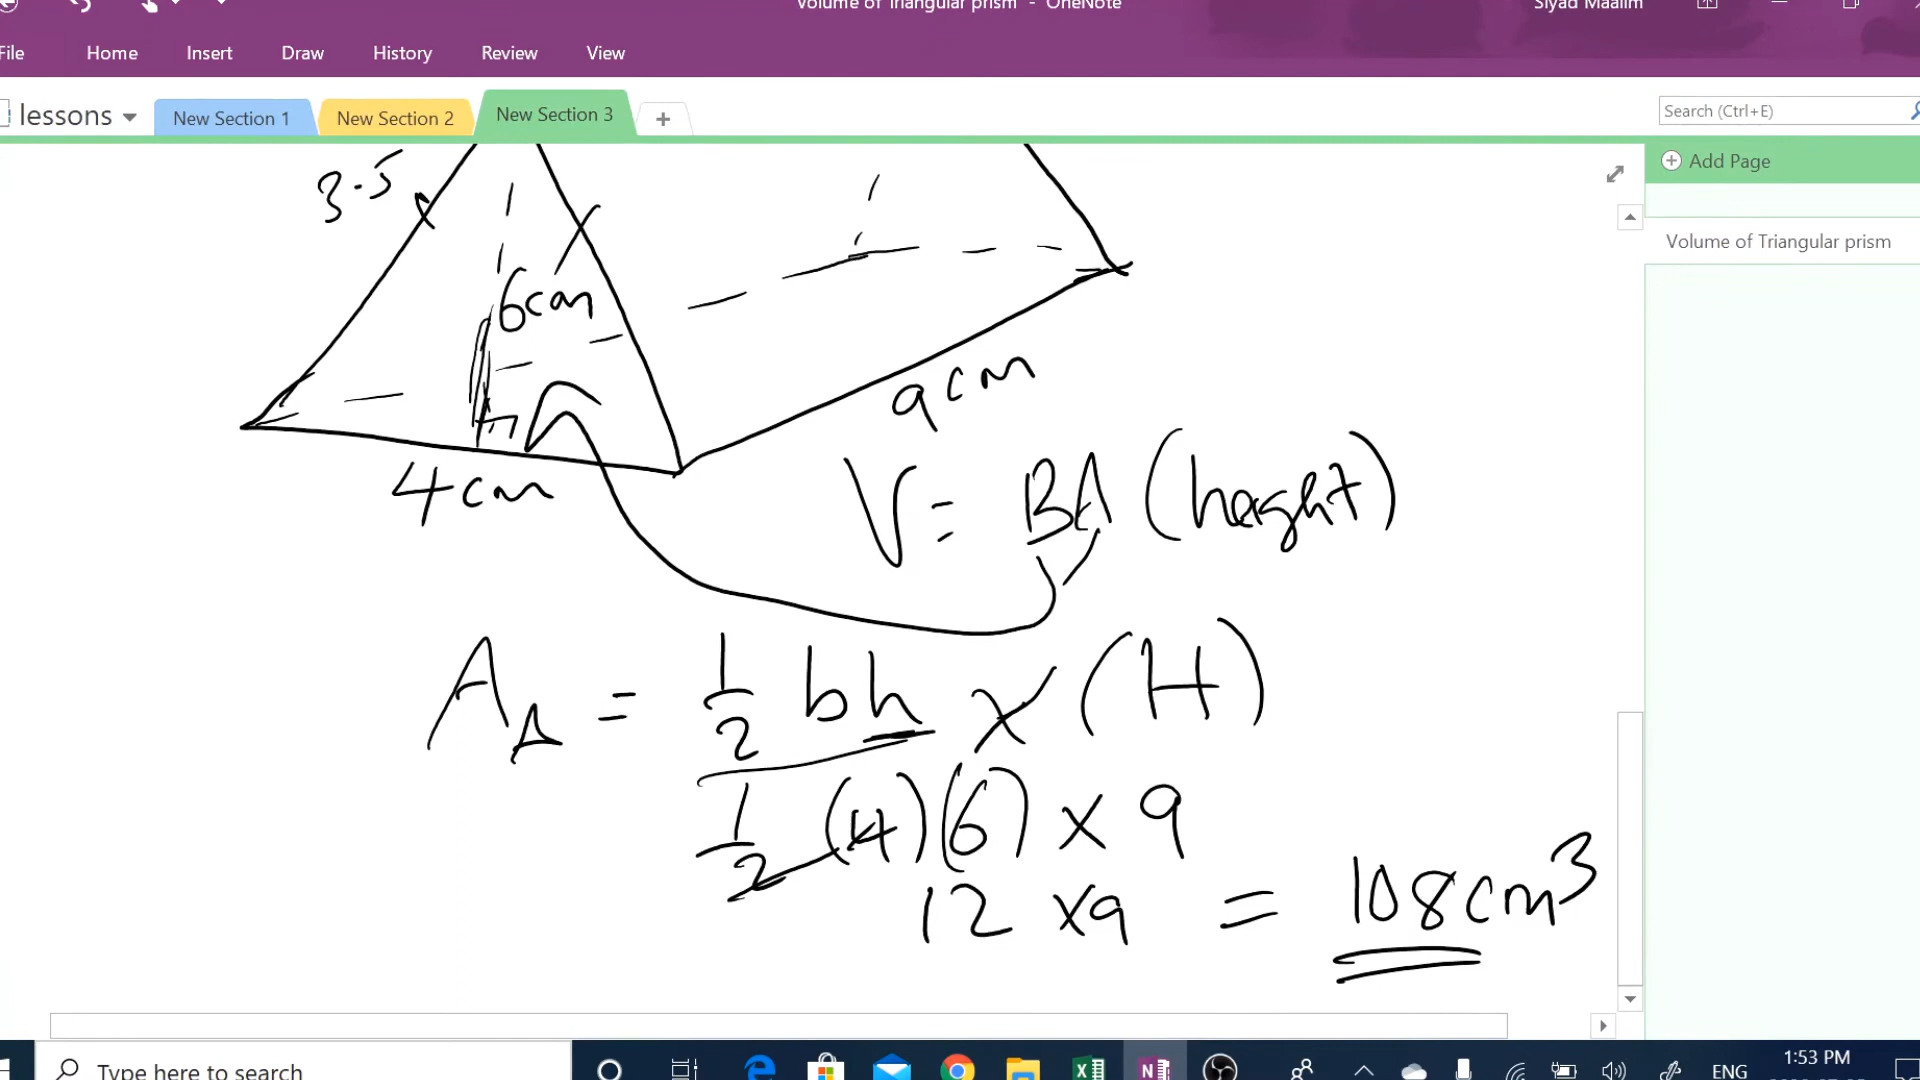 Volume of Triangular prism - OneNote
Siyad Maalim
File Home Insert Draw History Review View
lessons New Section 1 New Section 2 New Section 3 +
Search (Ctrl+E)
Add Page
Volume of Triangular prism
3.5
6cm
9cm
4cm
V = BA (height)
A△ = 1/2 bh × (H)
1/2 (4)(6) × 9
12 × 9 = 108cm³
Type here to search
ENG
1:53 PM